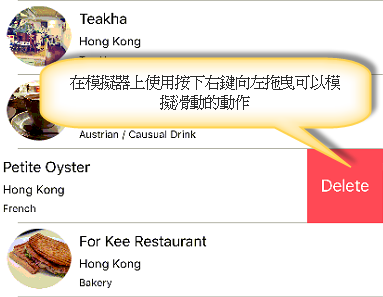 Teakha
Hong Kong
在模擬器上使用按下右鍵向左拖曳可以模
擬滑動的動作
Austrian / Causual Drink
Petite Oyster
Hong Kong
French
Delete
For Kee Restaurant
Hong Kong
Bakery